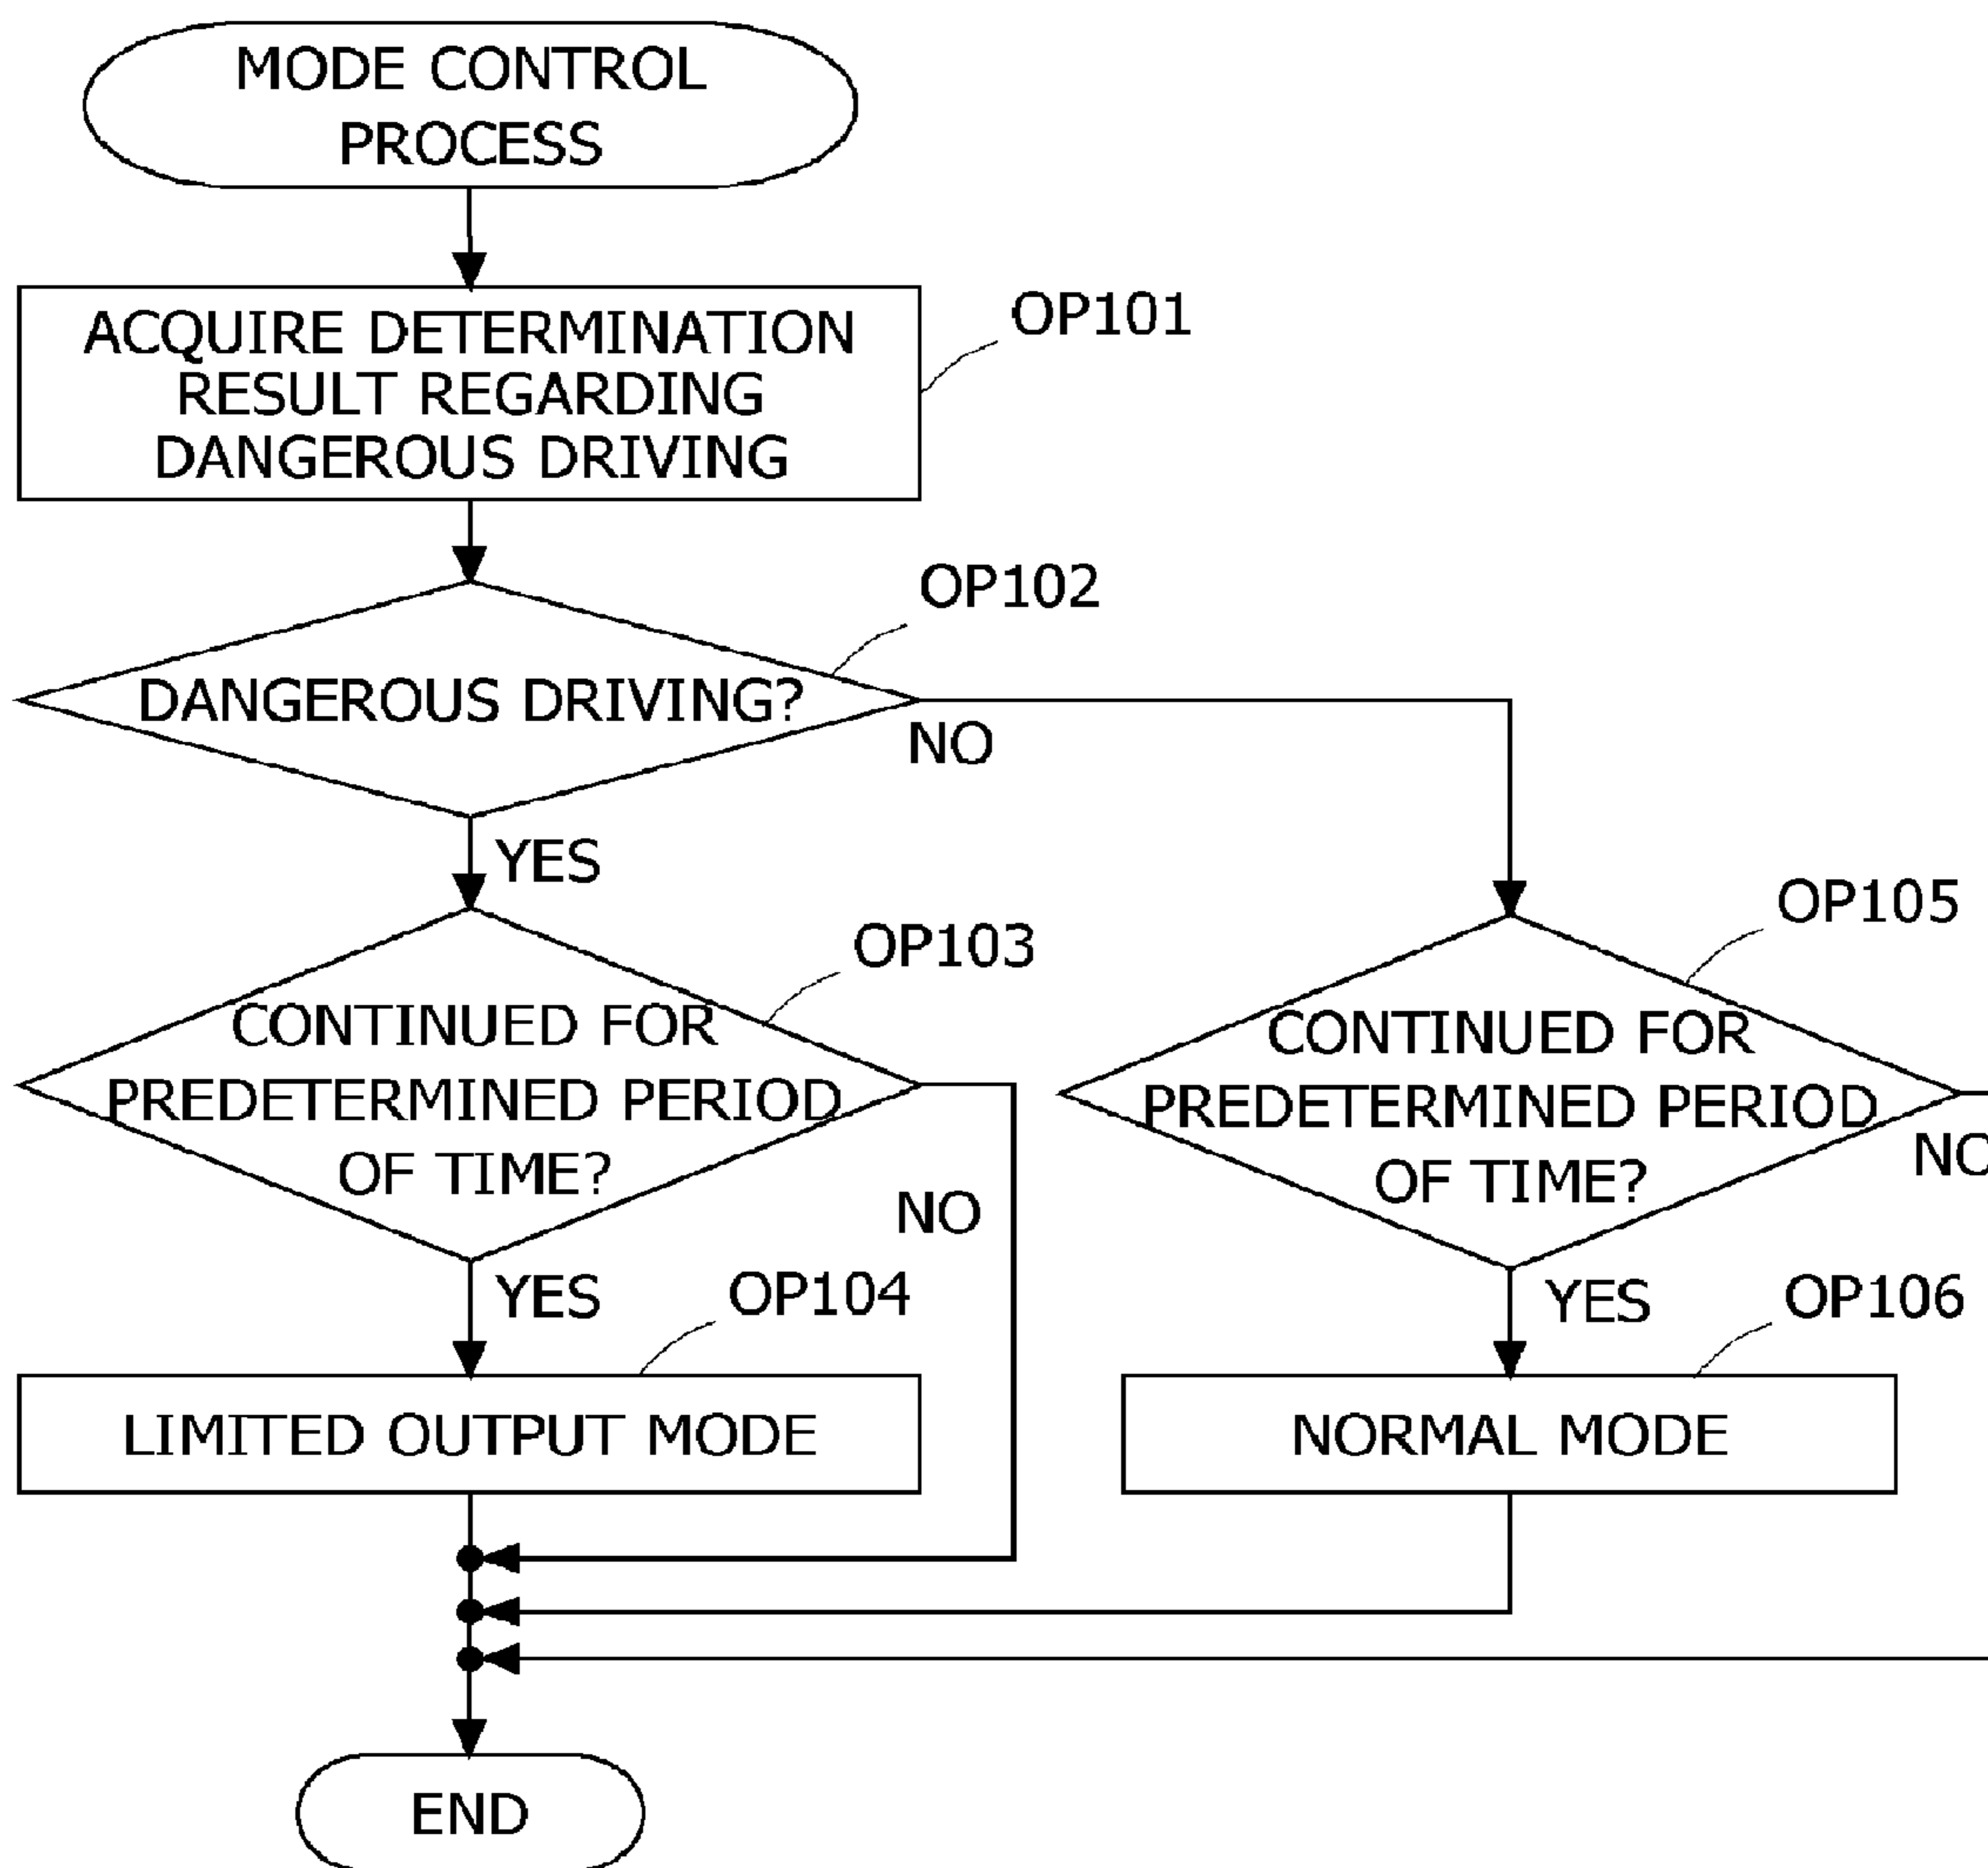 MODE CONTROL
PROCESS
ACQUIRE DETERMINATION
RESULT REGARDING
DANGEROUS DRIVING
OP101
DANGEROUS DRIVING?
OP102
NO
YES
CONTINUED FOR
PREDETERMINED PERIOD
OF TIME?
OP103
NO
YES
CONTINUED FOR
PREDETERMINED PERIOD
OF TIME?
OP105
NO
YES
LIMITED OUTPUT MODE
OP104
NORMAL MODE
OP106
END